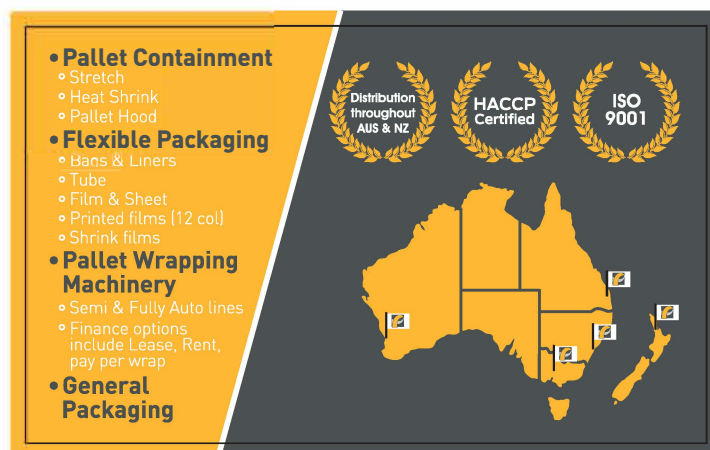 • Pallet Containment
Stretch
Heat Shrink
Pallet Hood
• Flexible Packaging
Bags & Liners
Tube
Film & Sheet
Printed films (12 col)
Shrink films
• Pallet Wrapping
Machinery
Semi & Fully Auto lines
Finance options
include Lease, Rent,
pay per wrap
• General
Packaging
Distribution
throughout
AUS & NZ
HACCP
Certified
ISO
9001